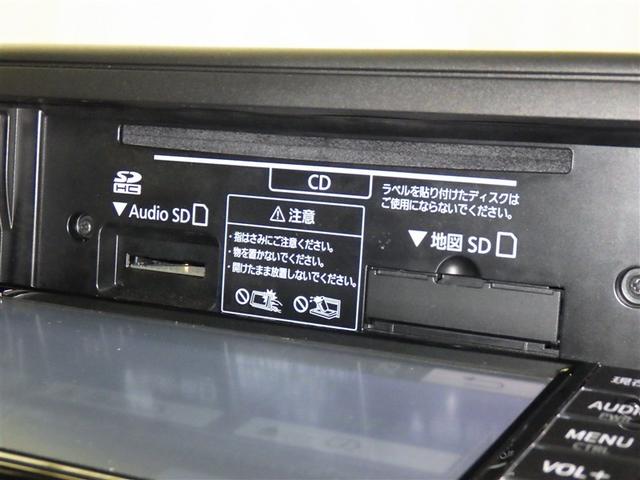 SD
HC
CD
ラベルを貼り付けたディスクは
ご使用にならないでください。
▼Audio SD
⚠注意
・指はさみにご注意ください。
・物を置かないでください。
・開けたまま放置しないでください。
▼地図 SD
現在
AUDIO
MENU
CTRL
VOL+
CD